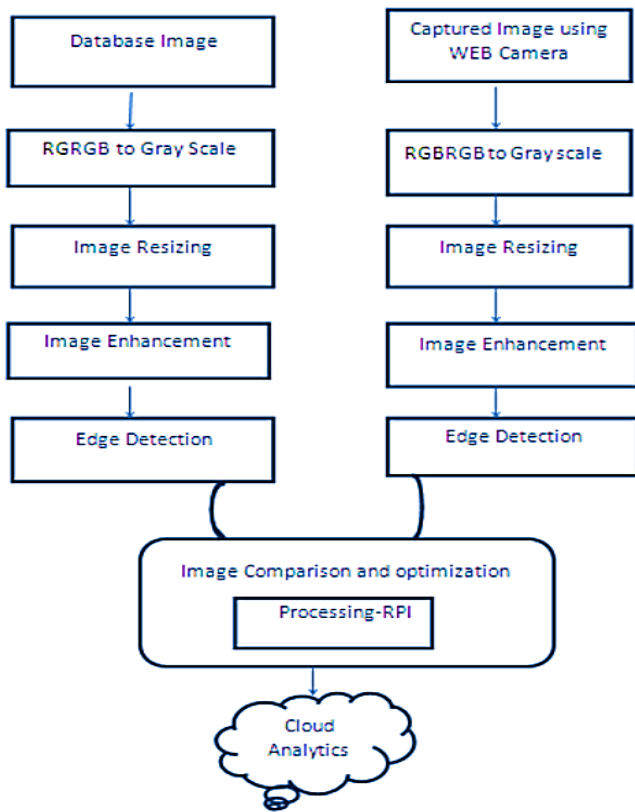 Database Image
RGRGB to Gray Scale
Image Resizing
Image Enhancement
Edge Detection
Captured Image using
WEB Camera
RGBRGB to Gray scale
Image Resizing
Image Enhancement
Edge Detection
Image Comparison and optimization
Processing-RPI
Cloud
Analytics